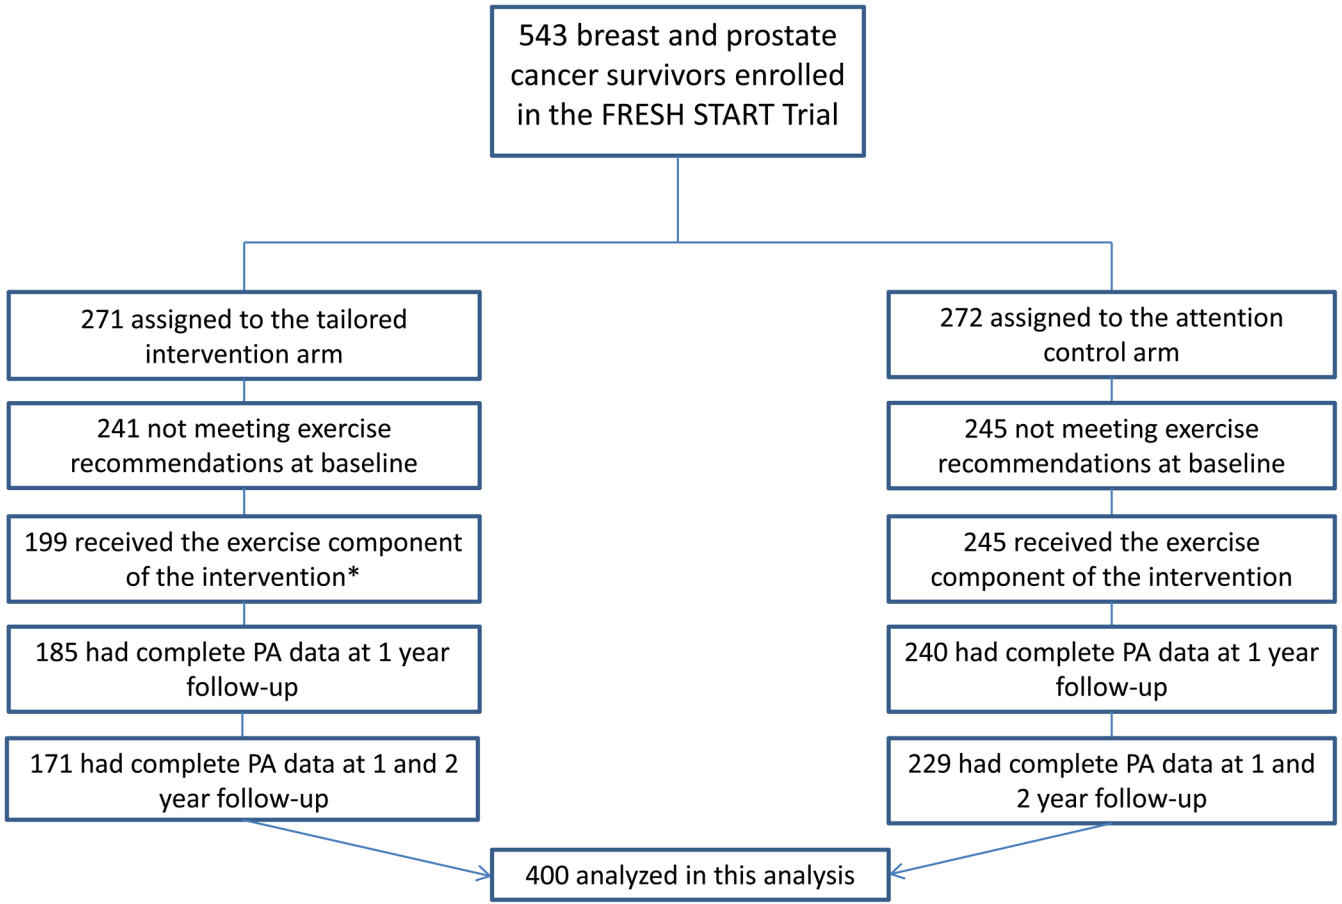 543 breast and prostate
cancer survivors enrolled
in the FRESH START Trial
271 assigned to the tailored
intervention arm
272 assigned to the attention
control arm
241 not meeting exercise
recommendations at baseline
245 not meeting exercise
recommendations at baseline
199 received the exercise component
of the intervention*
245 received the exercise
component of the intervention
185 had complete PA data at 1 year
follow-up
240 had complete PA data at 1 year
follow-up
171 had complete PA data at 1 and 2
year follow-up
229 had complete PA data at 1 and
2 year follow-up
400 analyzed in this analysis